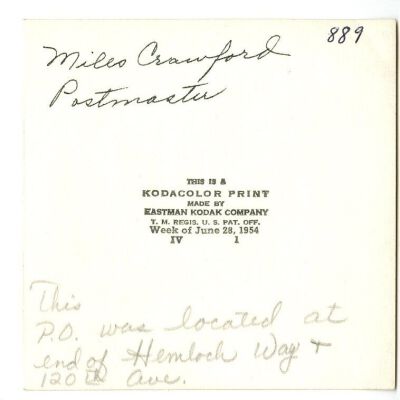 889
Miles Crawford
Postmaster
THIS IS A
KODACOLOR PRINT
MADE BY
EASTMAN KODAK COMPANY
T. M. REGIS. U. S. PAT. OFF.
Week of June 28, 1954
IV 1
This
P.O. was located at
end of Hemlock Way +
120th Ave.